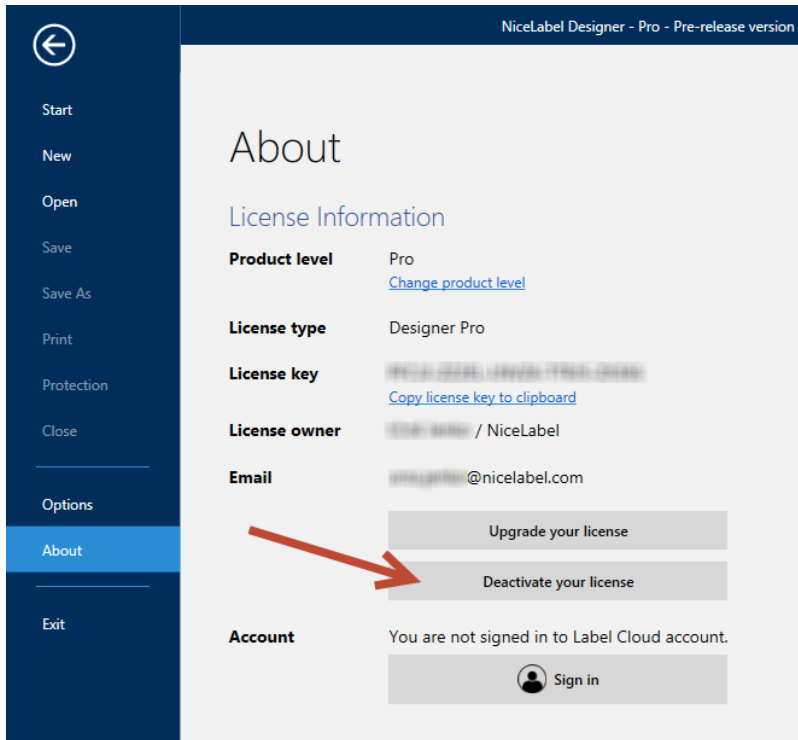 NiceLabel Designer - Pro - Pre-release version
Start
New
Open
Save
Save As
Print
Protection
Close
Options
About
Exit
About
License Information
Product level
Pro
Change product level
License type
Designer Pro
License key
Copy license key to clipboard
License owner
/ NiceLabel
Email
@nicelabel.com
Upgrade your license
Deactivate your license
Account
You are not signed in to Label Cloud account.
Sign in